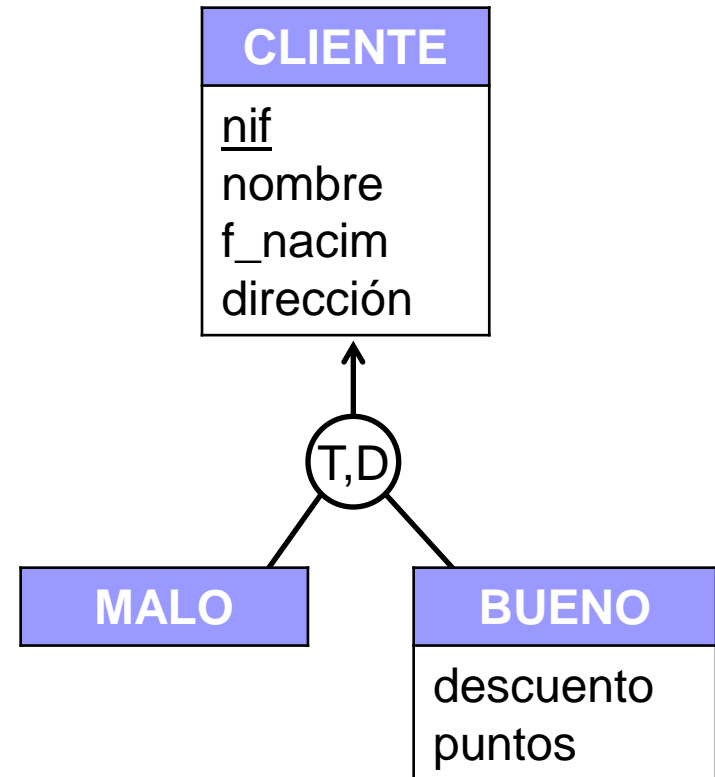 CLIENTE
nif
nombre
f_nacim
dirección
T,D
MALO
BUENO
descuento
puntos